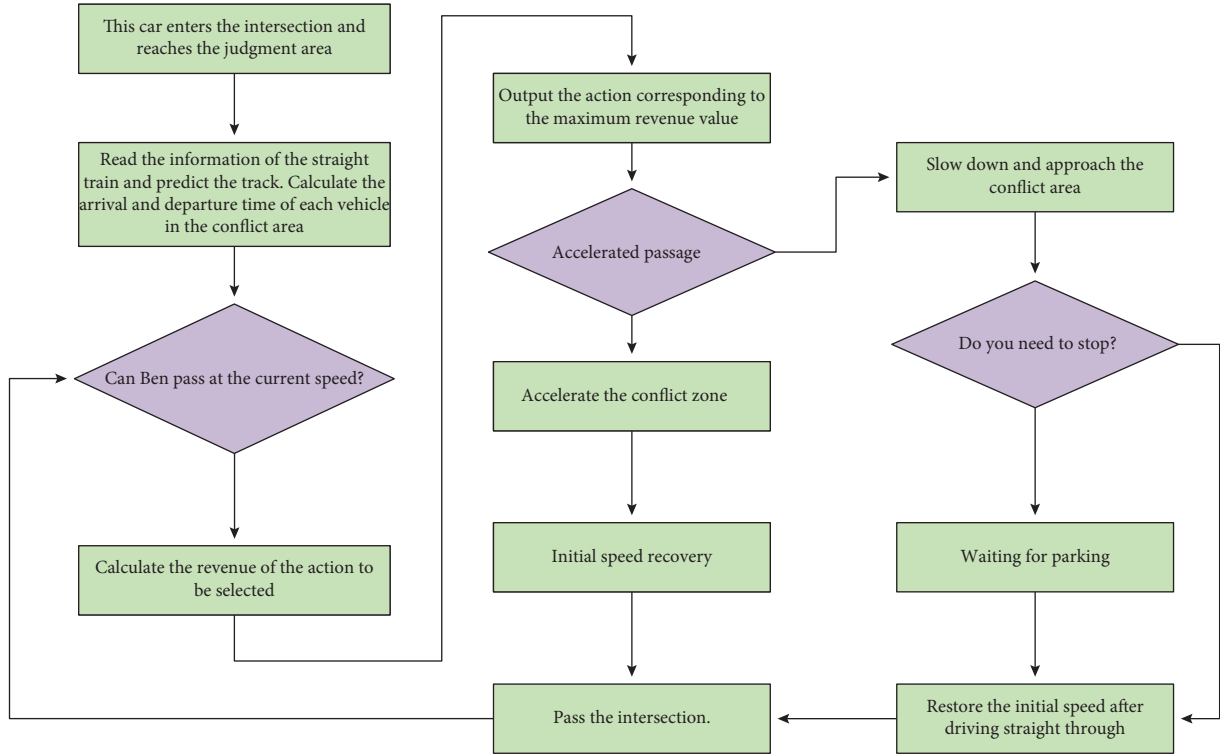 This car enters the intersection and
reaches the judgment area
Read the information of the straight
train and predict the track. Calculate the
arrival and departure time of each vehicle
in the conflict area
Can Ben pass at the current speed?
Calculate the revenue of the action to
be selected
Output the action corresponding to
the maximum revenue value
Accelerated passage
Accelerate the conflict zone
Initial speed recovery
Pass the intersection.
Slow down and approach the
conflict area
Do you need to stop?
Waiting for parking
Restore the initial speed after
driving straight through